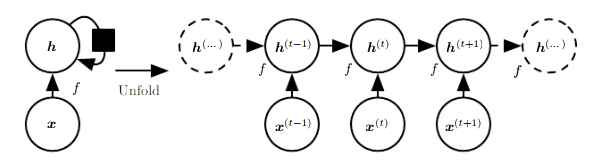 h
f
x
Unfold
h^(...)
h^(t−1)
h^(t)
h^(t+1)
h^(...)
f
f
f
f
x^(t−1)
x^(t)
x^(t+1)